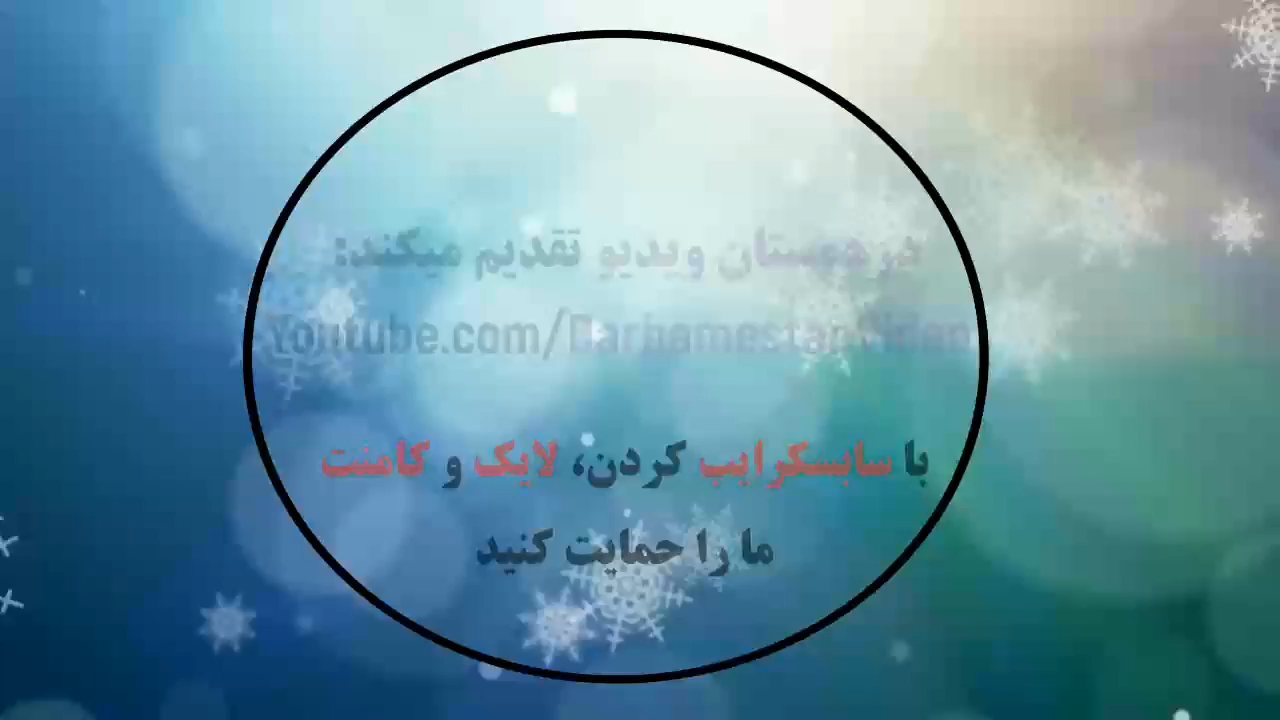 درهمستان ویدیو تقدیم میکند:
Youtube.com/DarhamestanVideo
با سابسکرایب کردن، لایک و کامنت
ما را حمایت کنید